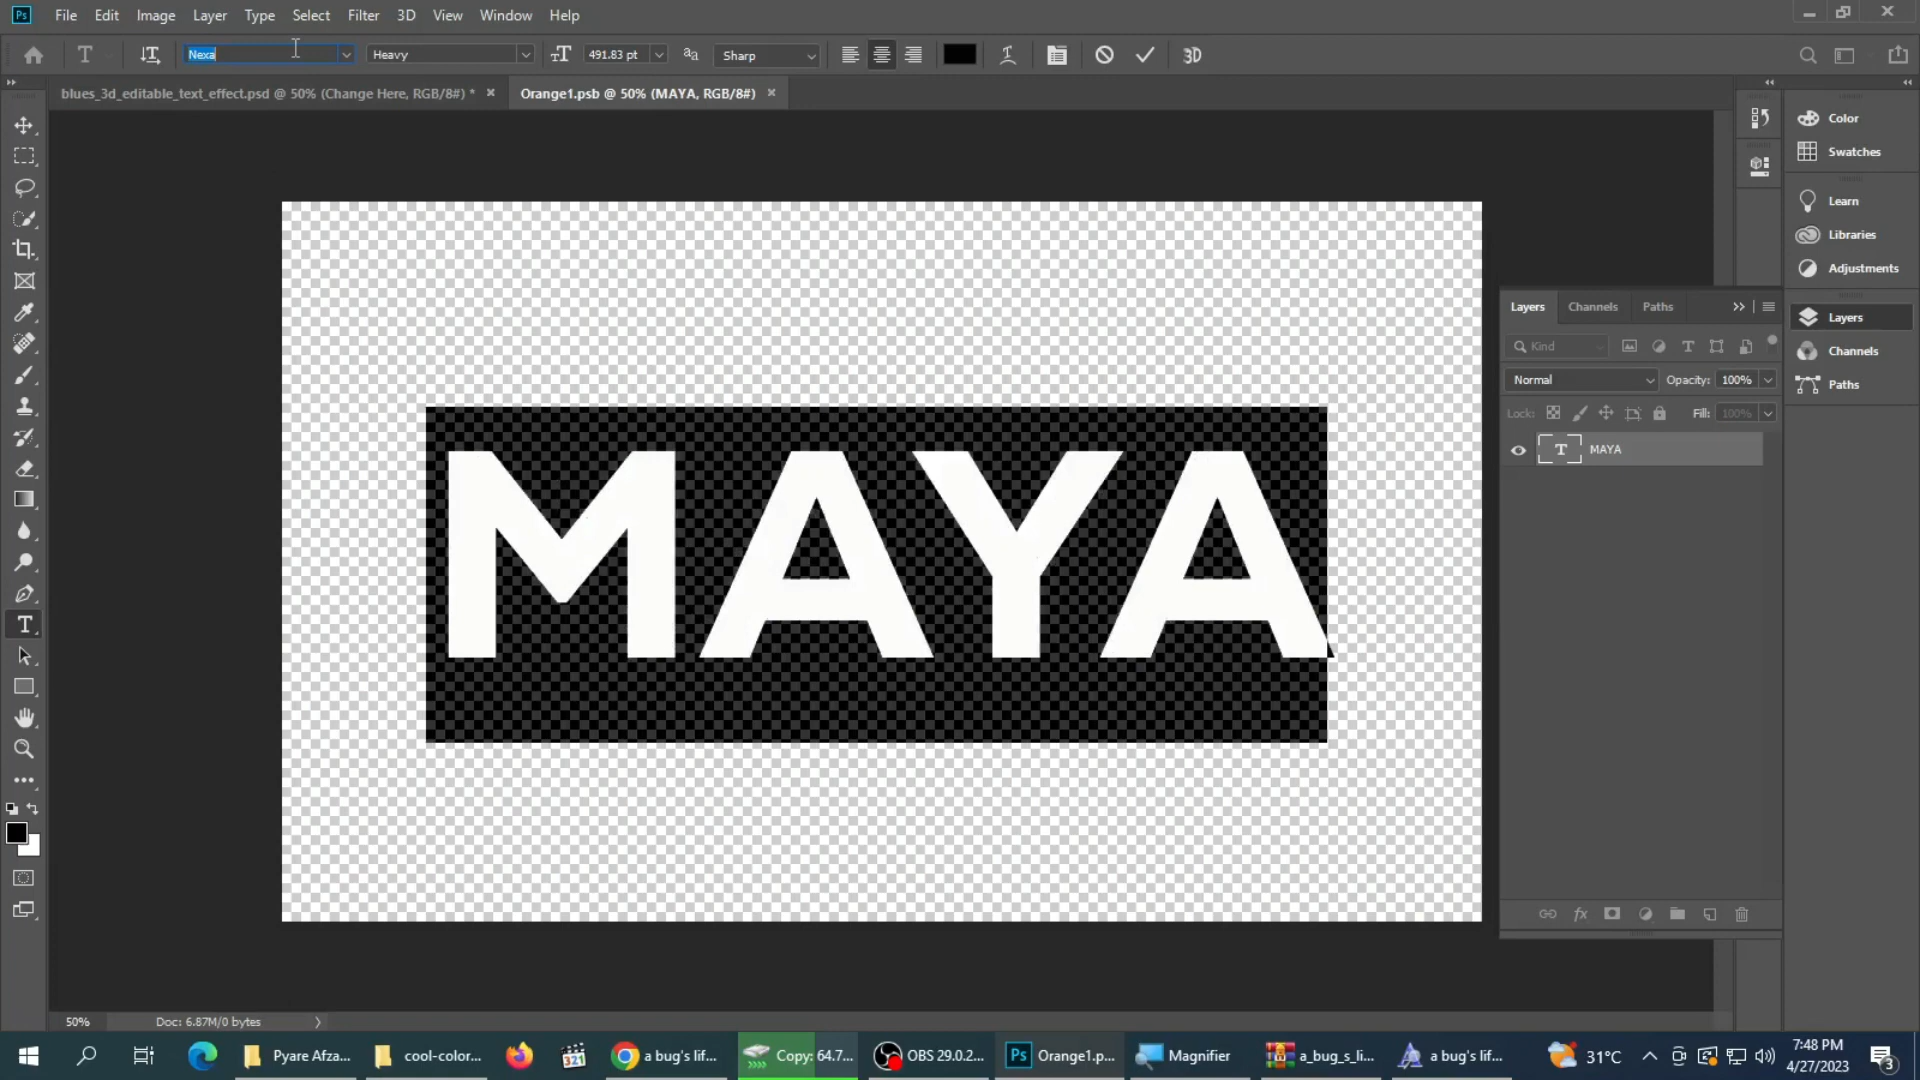 Ps File Edit Image Layer Type Select Filter 3D View Window Help
Nexa Heavy 491.83 pt Sharp 3D
blues_3d_editable_text_effect.psd @ 50% (Change Here, RGB/8#) * Orange1.psb @ 50% (MAYA, RGB/8#)
Color
Swatches
Learn
Libraries
Adjustments
Layers
Channels
Paths
Layers Channels Paths
Kind
Normal Opacity: 100%
Lock: Fill: 100%
T MAYA
MAYA
50% Doc: 6.87M/0 bytes
Pyare Afza... cool-color... 321 a bug's lif... Copy: 64.7... OBS 29.0.2... Ps Orange1.p... Magnifier a_bug_s_li... a bug's lif... 31°C 7:48 PM
4/27/2023 3